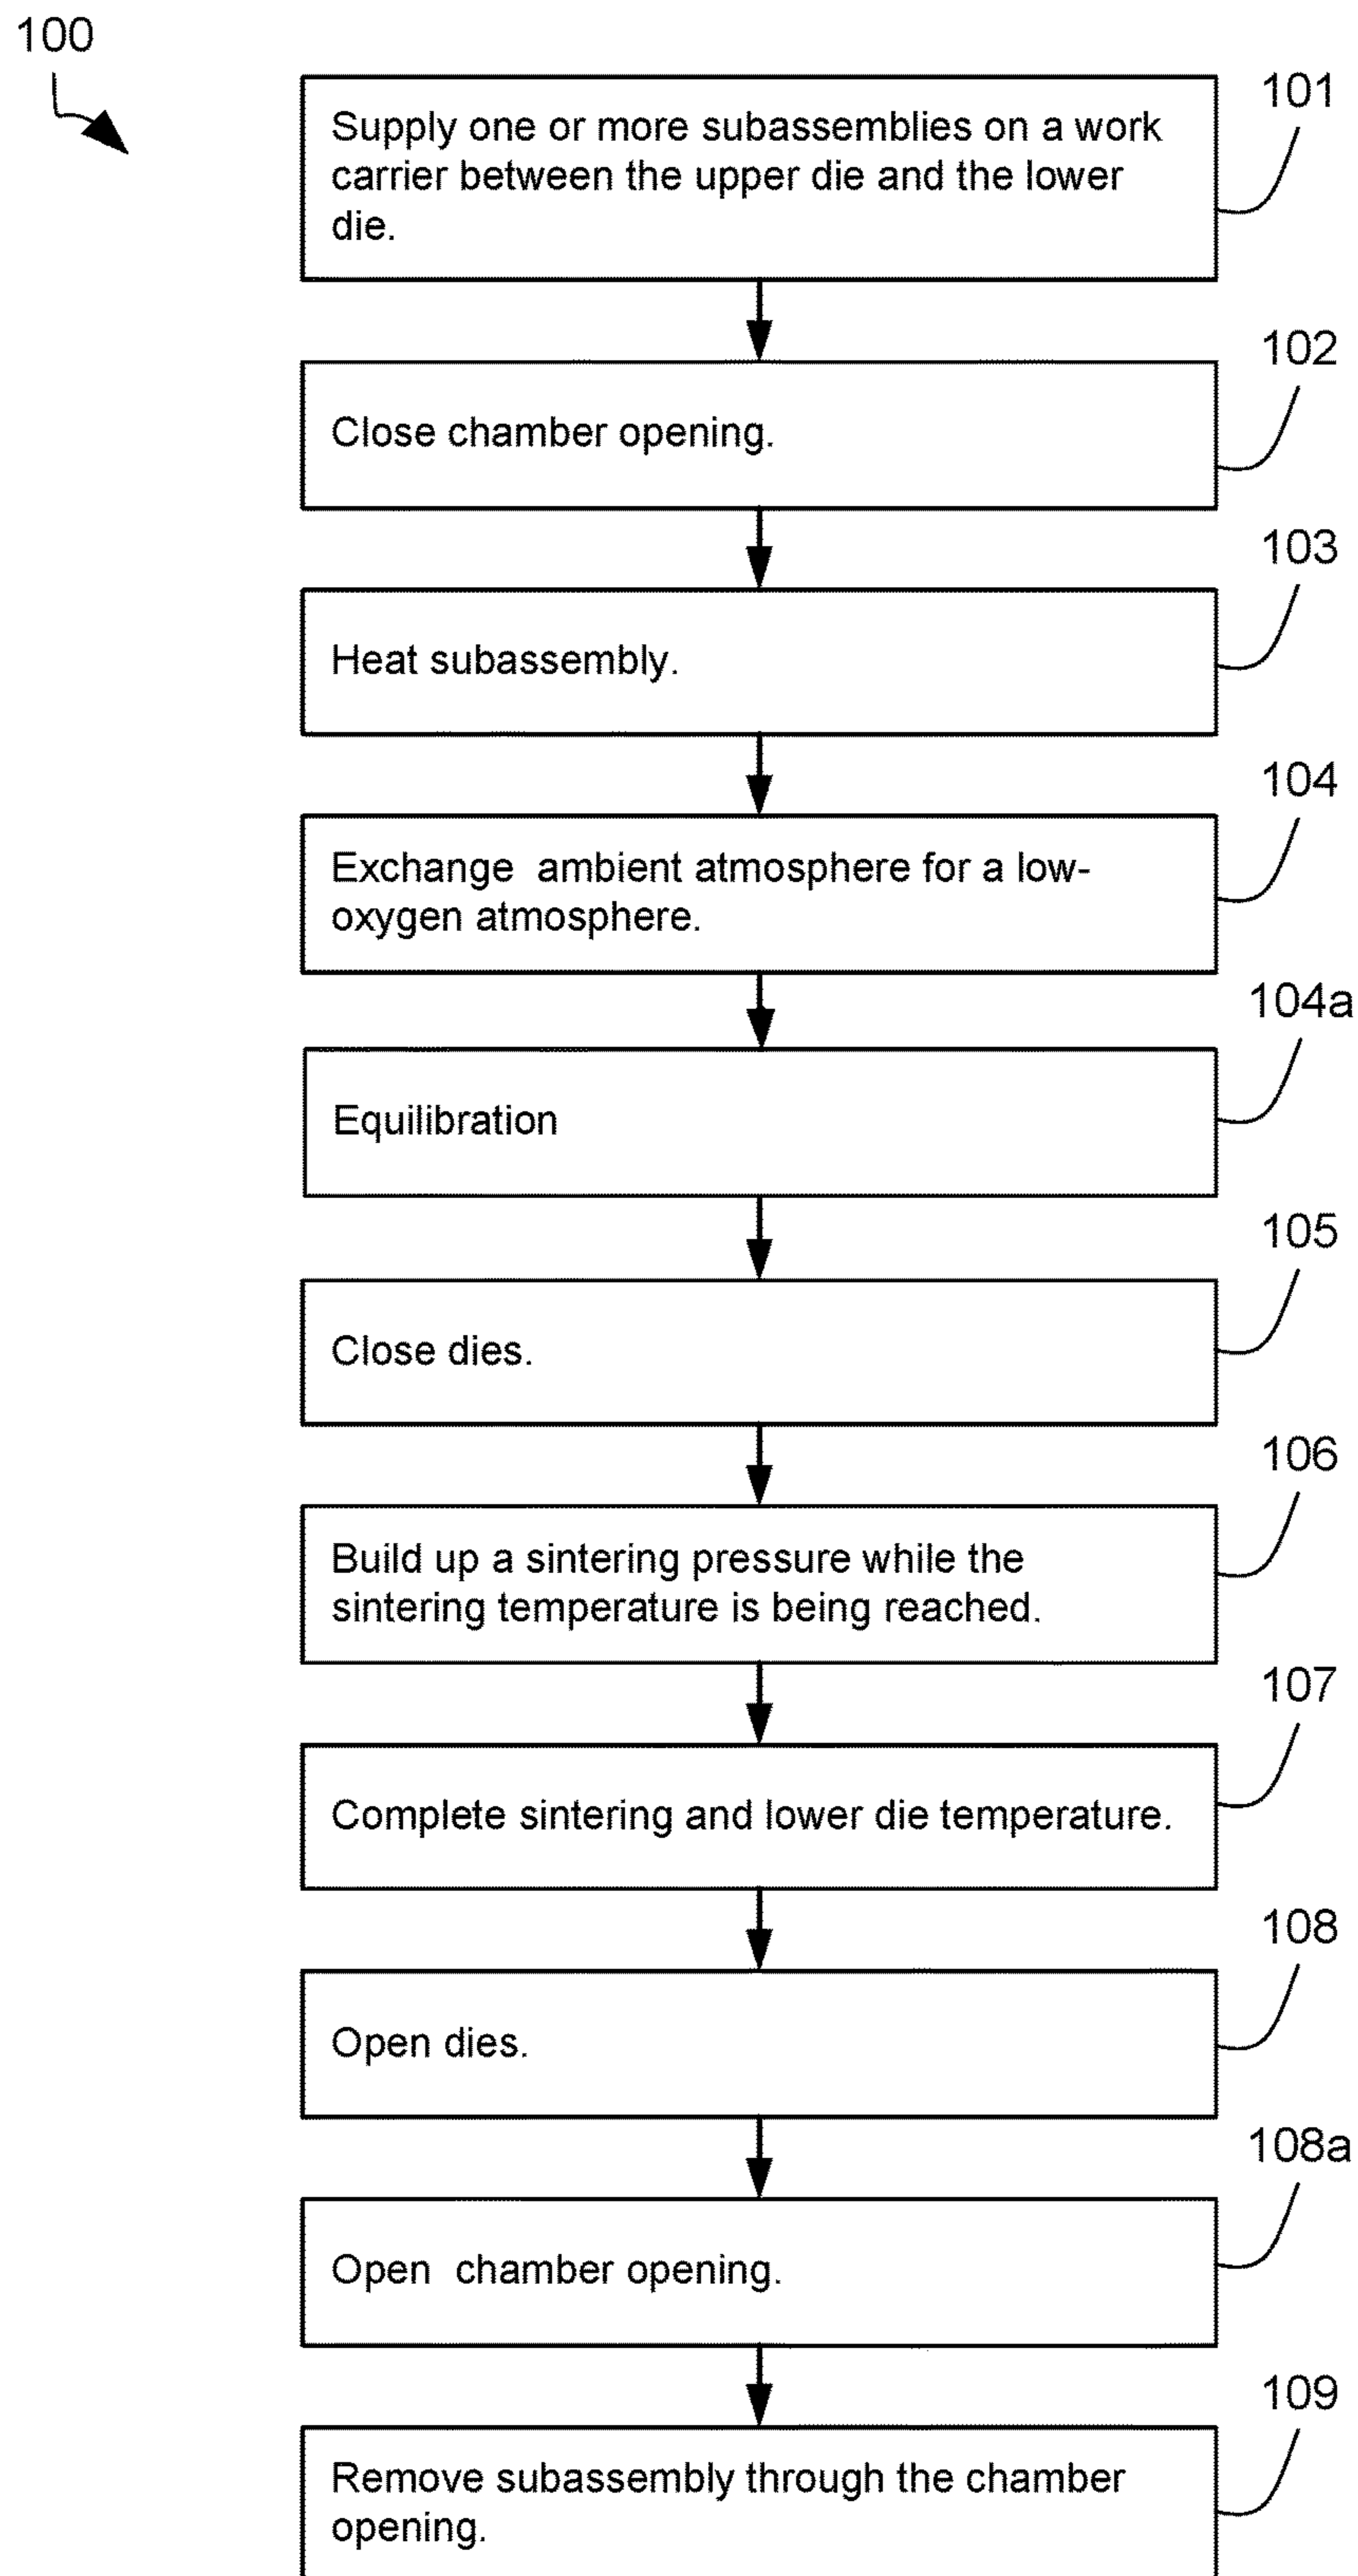 100
101
Supply one or more subassemblies on a work
carrier between the upper die and the lower
die.
102
Close chamber opening.
103
Heat subassembly.
104
Exchange  ambient atmosphere for a low-
oxygen atmosphere.
104a
Equilibration
105
Close dies.
106
Build up a sintering pressure while the
sintering temperature is being reached.
107
Complete sintering and lower die temperature.
108
Open dies.
108a
Open  chamber opening.
109
Remove subassembly through the chamber
opening.